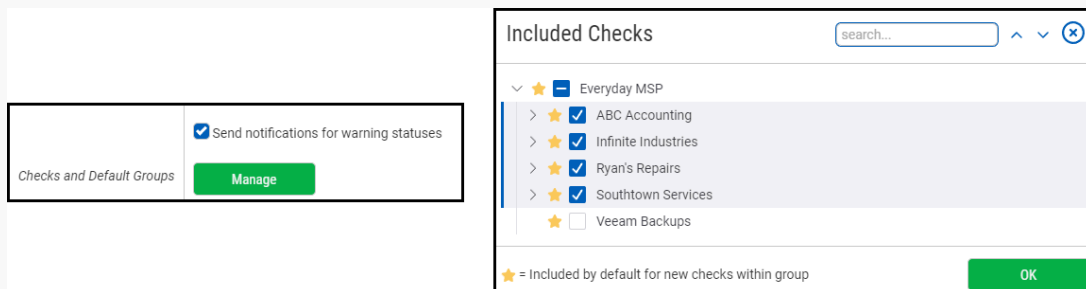 Send notifications for warning statuses
Checks and Default Groups
Manage
Included Checks
search...
Everyday MSP
ABC Accounting
Infinite Industries
Ryan's Repairs
Southtown Services
Veeam Backups
= Included by default for new checks within group
OK